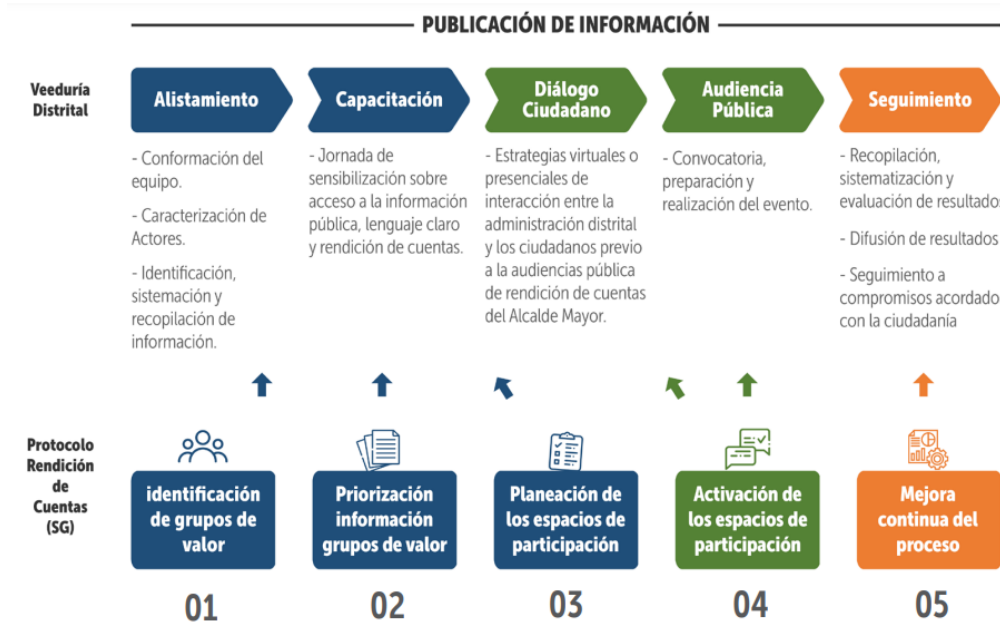 PUBLICACIÓN DE INFORMACIÓN
Veeduría
Distrital
Alistamiento
Capacitación
Diálogo
Ciudadano
Audiencia
Pública
Seguimiento
- Conformación del
equipo.
- Caracterización de
Actores.
- Identificación,
sistemación y
recopilación de
información.
- Jornada de
sensibilización sobre
acceso a la información
pública, lenguaje claro
y rendición de cuentas.
- Estrategias virtuales o
presenciales de
interacción entre la
administración distrital
y los ciudadanos previo
a la audiencias pública
de rendición de cuentas
del Alcalde Mayor.
- Convocatoria,
preparación y
realización del evento.
- Recopilación,
sistematización y
evaluación de resultados
- Difusión de resultados
- Seguimiento a
compromisos acordado
con la ciudadanía
Protocolo
Rendición
de
Cuentas
(SG)
identificación
de grupos de
valor
Priorización
información
grupos de valor
Planeación de
los espacios de
participación
Activación de
los espacios de
participación
Mejora
continua del
proceso
01
02
03
04
05